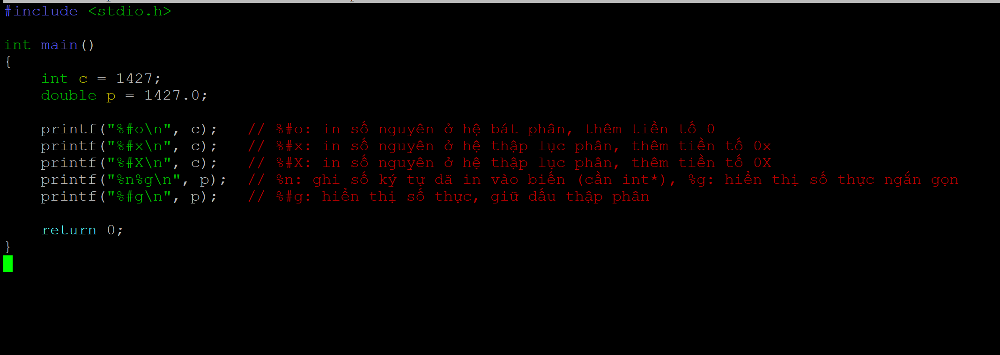 #include <stdio.h>
int main()
{
    int c = 1427;
    double p = 1427.0;
    printf("%#o\n", c);   // %#o: in số nguyên ở hệ bát phân, thêm tiền tố 0
    printf("%#x\n", c);   // %#x: in số nguyên ở hệ thập lục phân, thêm tiền tố 0x
    printf("%#X\n", c);   // %#X: in số nguyên ở hệ thập lục phân, thêm tiền tố 0X
    printf("%n%g\n", p);  // %n: ghi số ký tự đã in vào biến (cần int*), %g: hiển thị số thực ngắn gọn
    printf("%#g\n", p);   // %#g: hiển thị số thực, giữ dấu thập phân
    return 0;
}